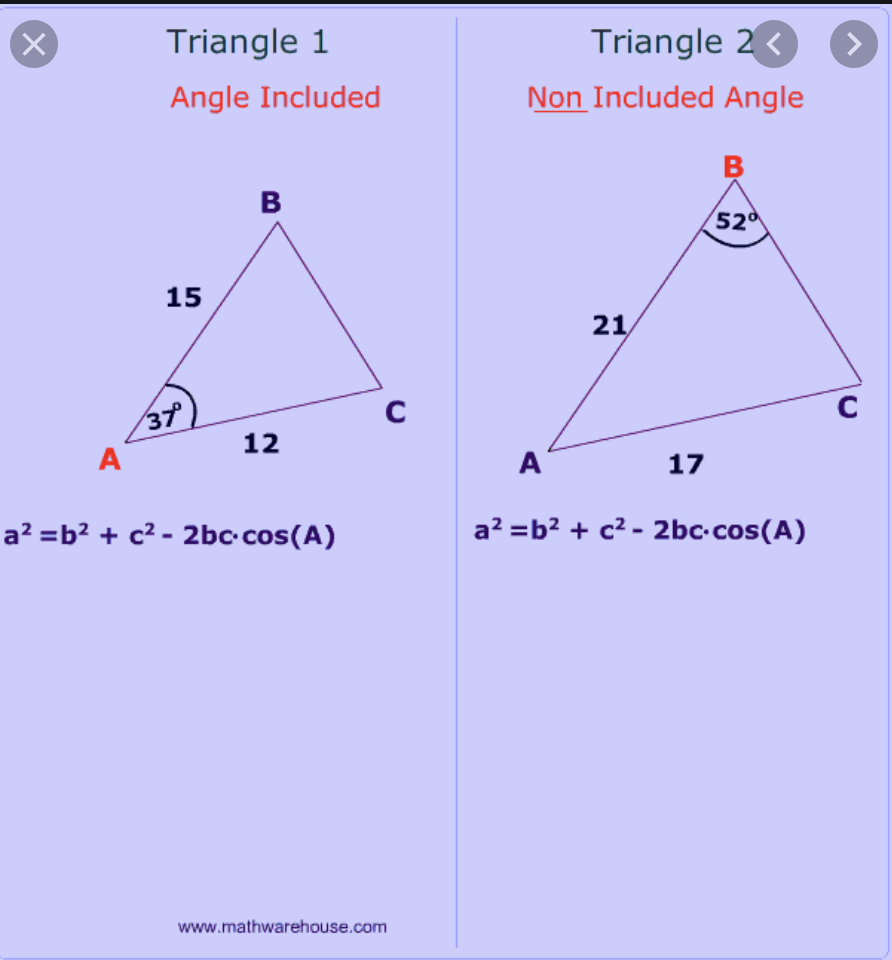 Triangle 1
Angle Included
B
15
37°
12
A
C
a² =b² + c² - 2bc·cos(A)
www.mathwarehouse.com
Triangle 2
Non Included Angle
B
52°
21
C
A
17
a² =b² + c² - 2bc·cos(A)